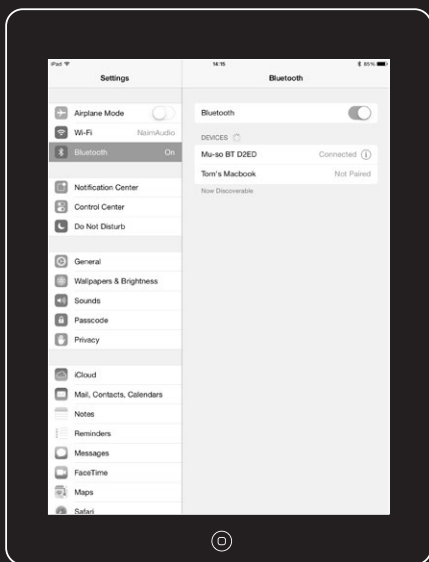 iPad 14:15 85%
Settings Bluetooth
Airplane Mode
Wi-Fi NaimAudio
Bluetooth On
Notification Center
Control Center
Do Not Disturb
General
Wallpapers & Brightness
Sounds
Passcode
Privacy
iCloud
Mail, Contacts, Calendars
Notes
Reminders
Messages
FaceTime
Maps
Safari
Bluetooth
DEVICES
Mu-so BT D2ED Connected
Tom's Macbook Not Paired
Now Discoverable